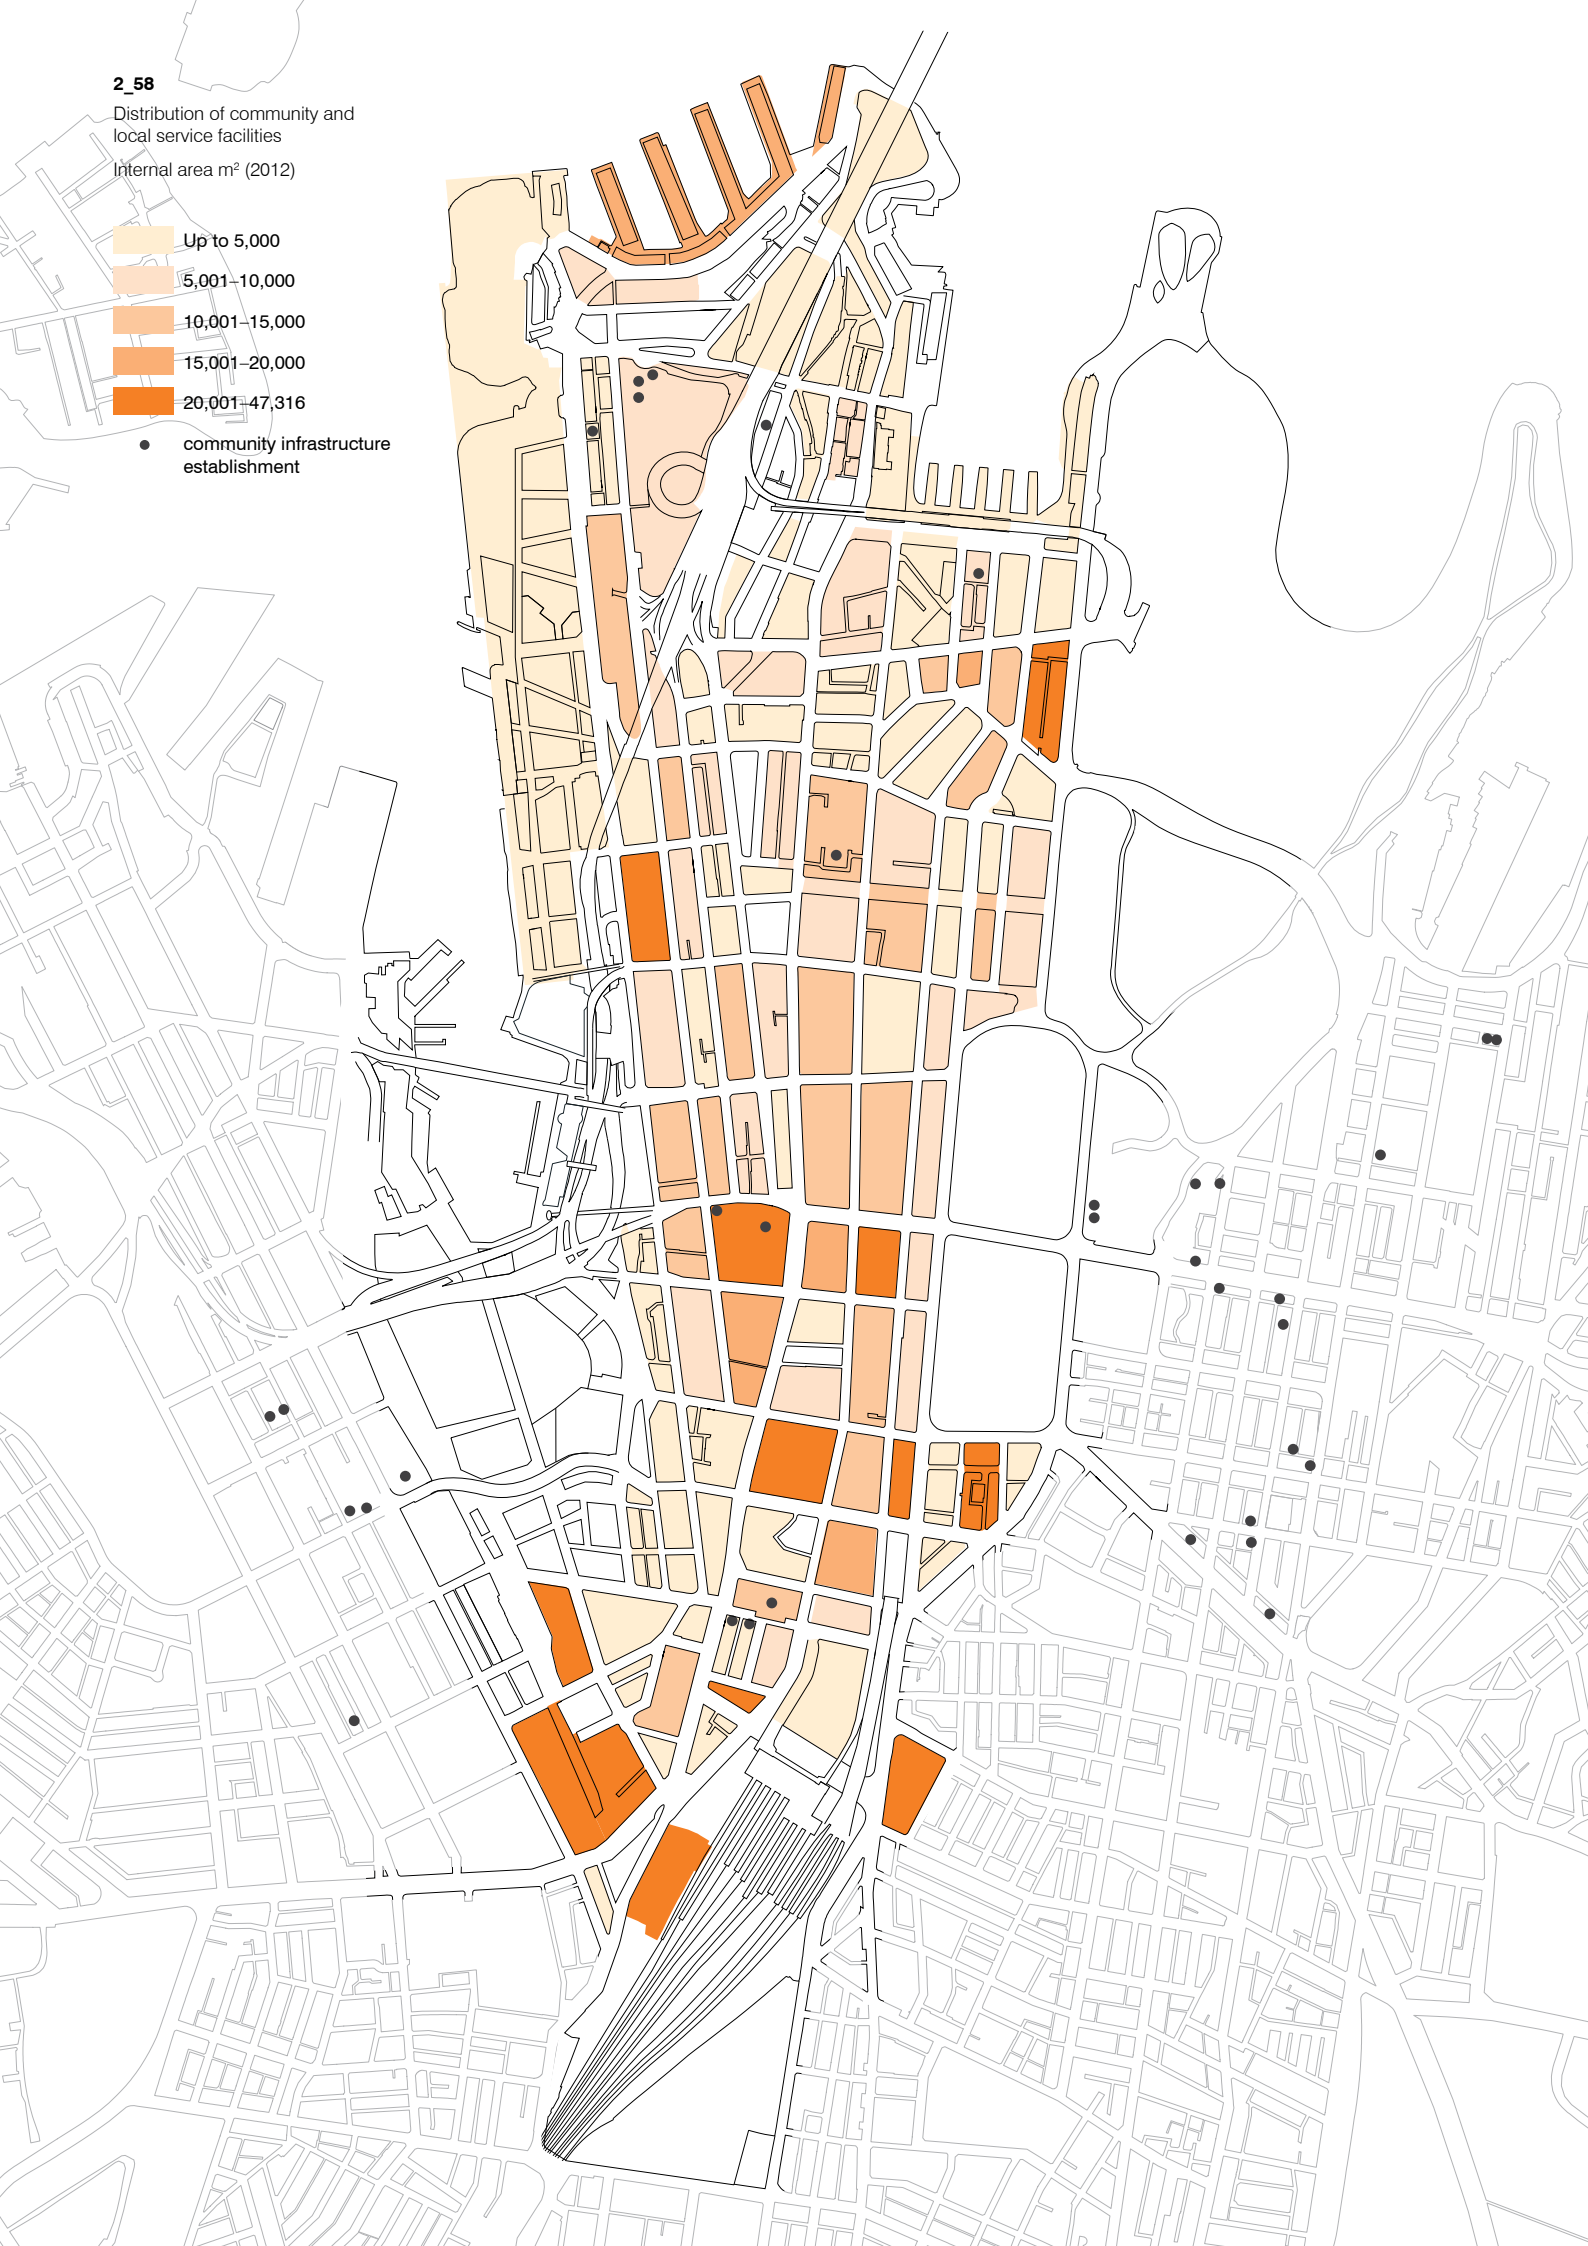 2_58
Distribution of community and
local service facilities
Internal area m² (2012)
Up to 5,000
5,001–10,000
10,001–15,000
15,001–20,000
20,001–47,316
community infrastructure
establishment